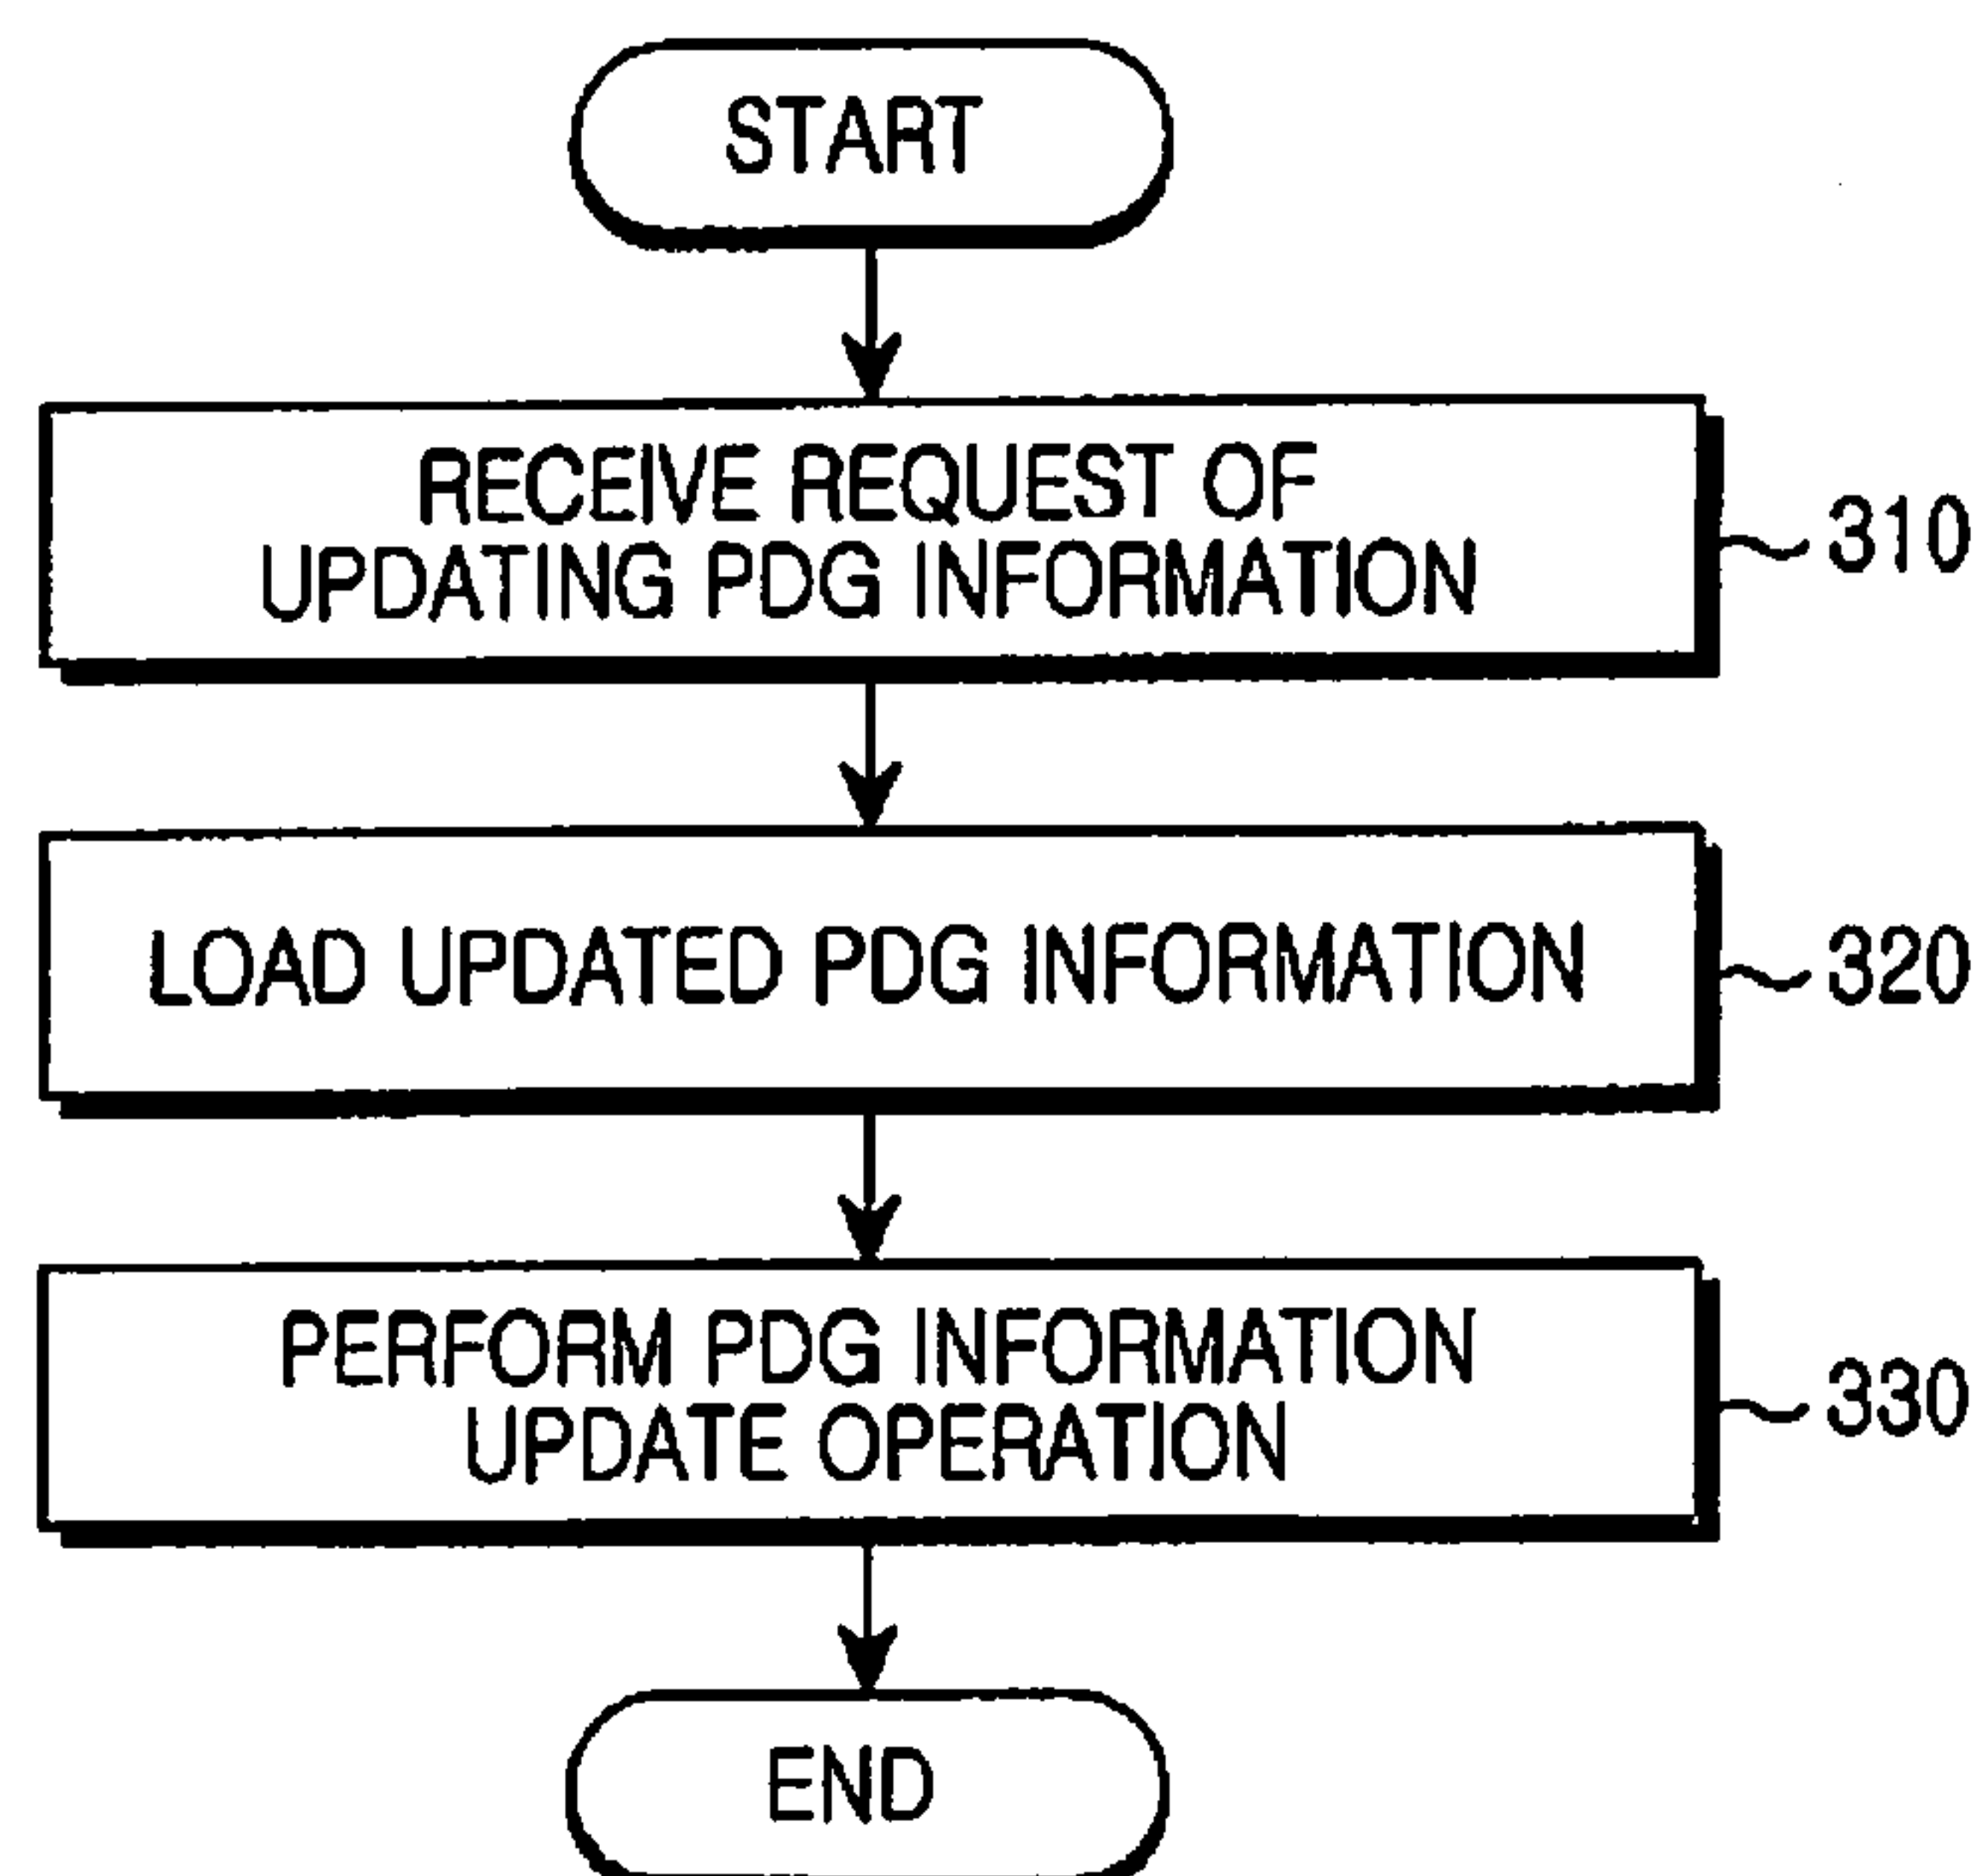 START
RECEIVE REQUEST OF
UPDATING PDG INFORMATION
310
LOAD UPDATED PDG INFORMATION
320
PERFORM PDG INFORMATION
UPDATE OPERATION
330
END